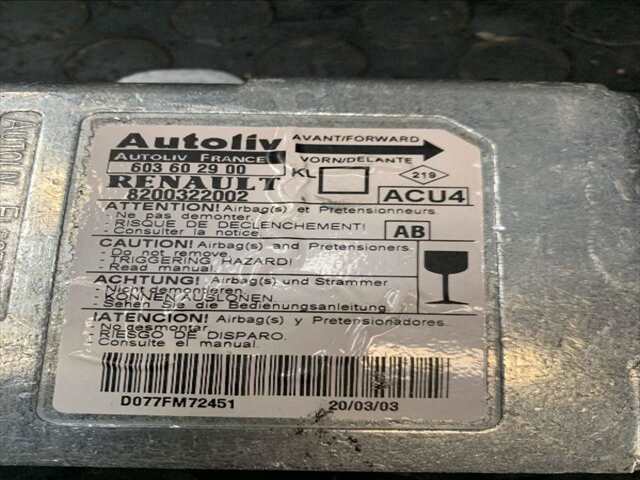 Autoliv
AVANT/FORWARD
AUTOLIV FRANCE
VORN/DELANTE
603 60 29 00
KL
219
RENAULT
ACU4
8200322002
ATTENTION! Airbag(s) et Pretensionneurs
- Ne pas demonter.
- RISQUE DE DECLENCHEMENT!
- Consulter la notice.
AB
CAUTION! Airbag(s) and Pretensioners
- Do not remove.
- TRIGGERING HAZARD!
- Read manual.
ACHTUNG! Airbag(s) und Strammer
- Nicht demontieren.
- KONNEN AUSLONEN.
- Sehen Sie die Bedienungsanleitung
!ATENCION! Airbag(s) y Pretensionadores
- No desmontar.
- RIESGO DE DISPARO.
Consulte el manual.
D077FM72451
20/03/03